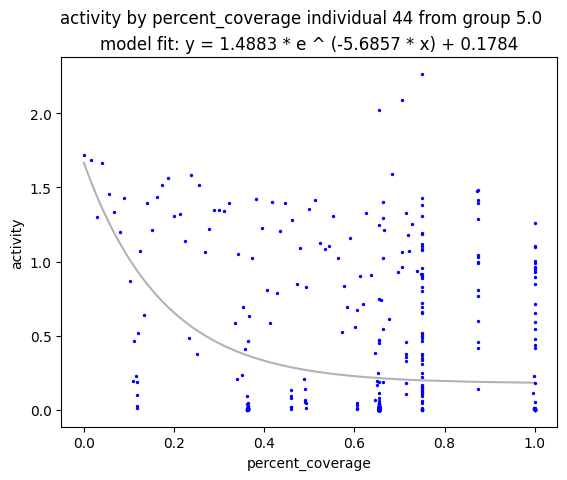 activity by percent_coverage individual 44 from group 5.0
model fit: y = 1.4883 * e ^ (-5.6857 * x) + 0.1784
activity
2.0
1.5
1.0
0.5
0.0
0.0 0.2 0.4 0.6 0.8 1.0
percent_coverage